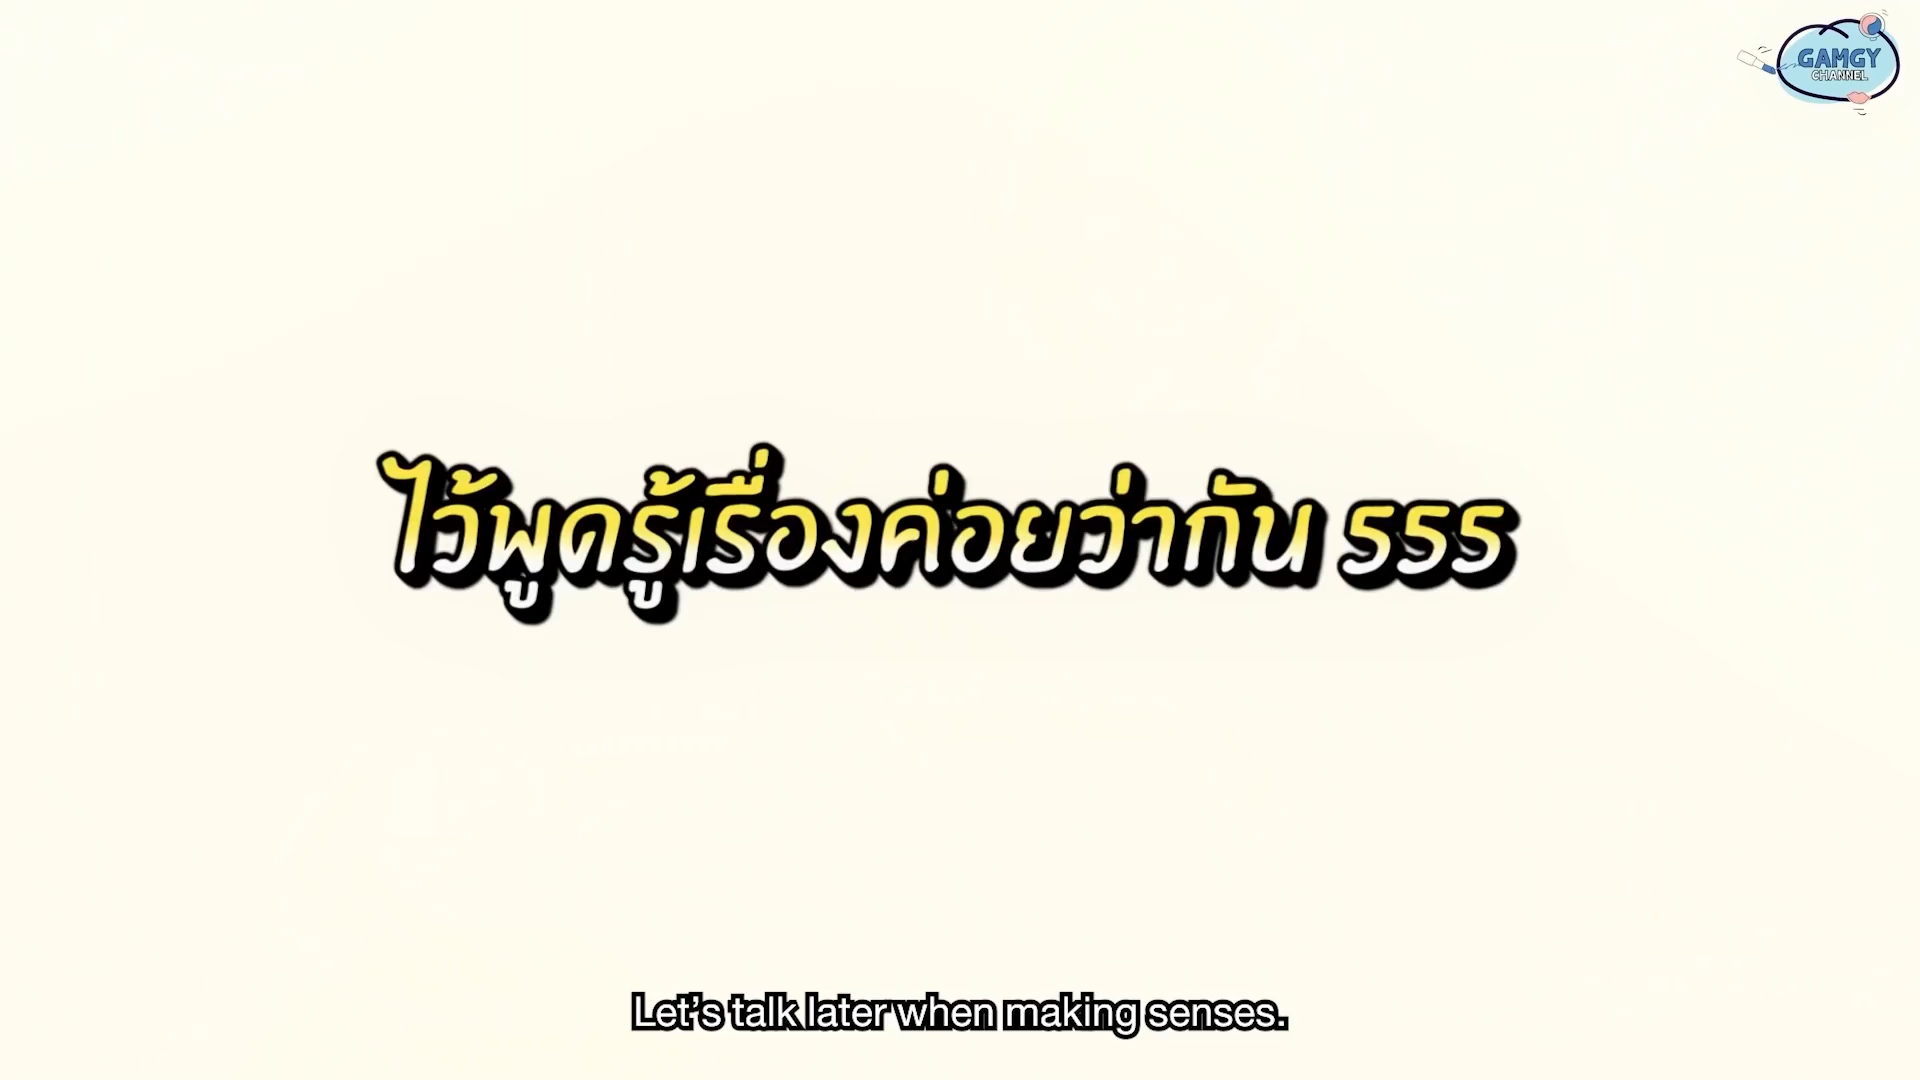 GAMGY
CHANNEL
ไว้พูดรู้เรื่องค่อยว่ากัน 555
Let's talk later when making senses.